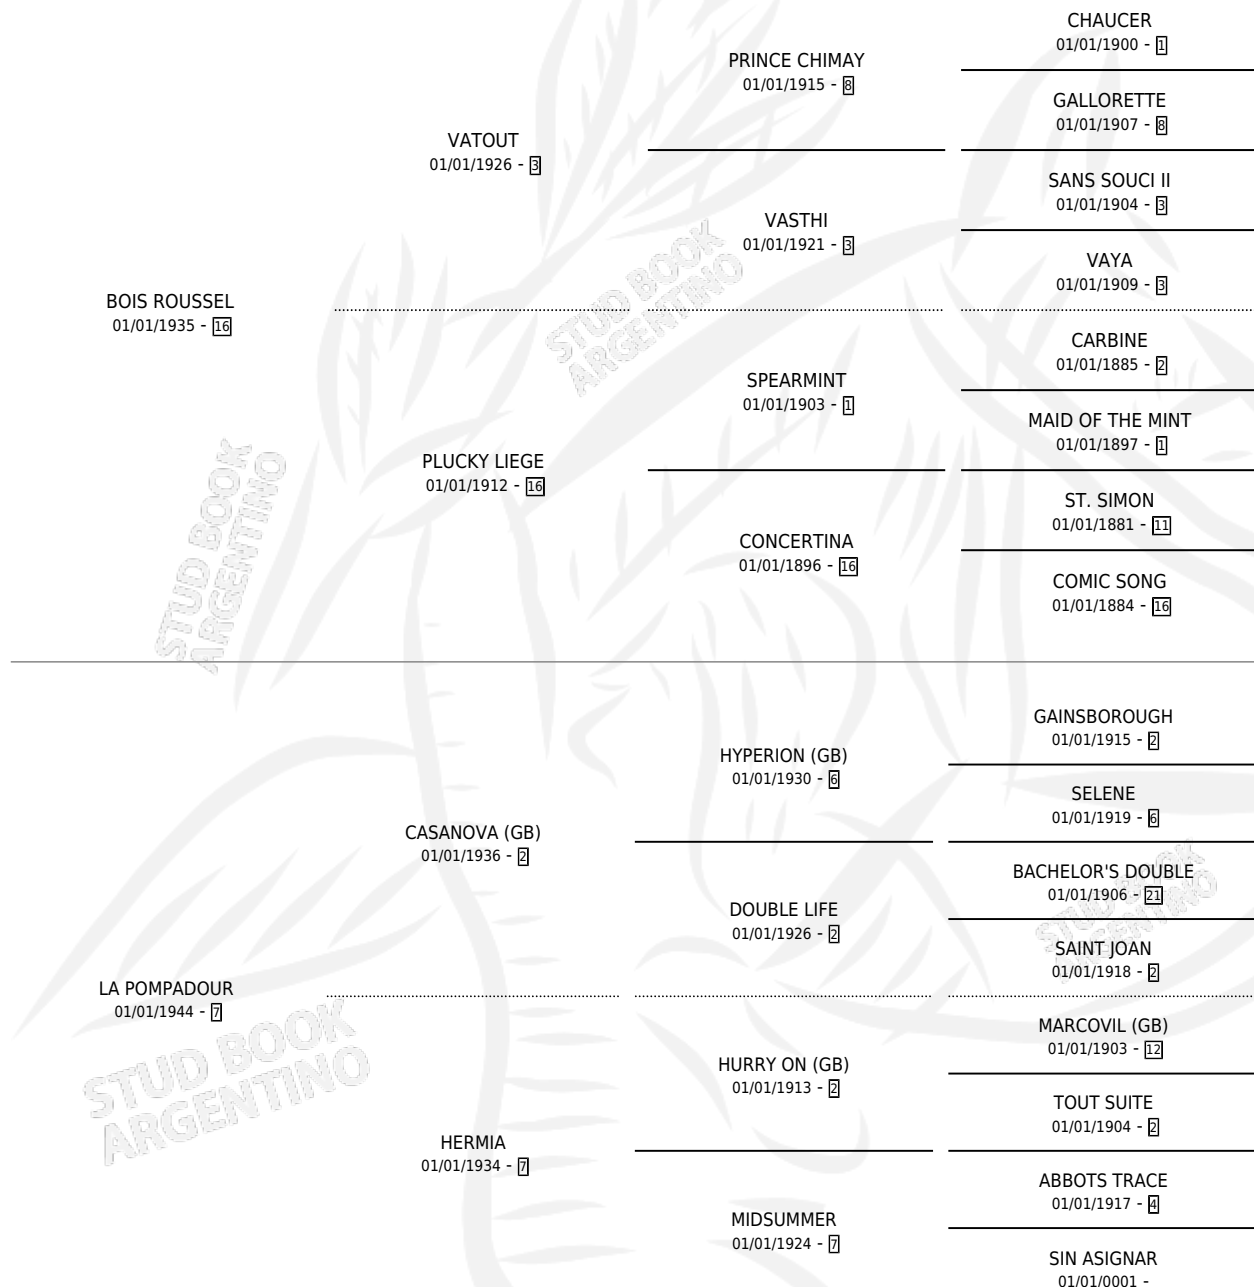 CHAUCER
01/01/1900 - 1
PRINCE CHIMAY
01/01/1915 - 8
GALLORETTE
01/01/1907 - 8
VATOUT
01/01/1926 - 3
SANS SOUCI II
01/01/1904 - 3
VASTHI
01/01/1921 - 3
VAYA
01/01/1909 - 3
BOIS ROUSSEL
01/01/1935 - 16
CARBINE
01/01/1885 - 2
SPEARMINT
01/01/1903 - 1
MAID OF THE MINT
01/01/1897 - 1
PLUCKY LIEGE
01/01/1912 - 16
ST. SIMON
01/01/1881 - 11
CONCERTINA
01/01/1896 - 16
COMIC SONG
01/01/1884 - 16
GAINSBOROUGH
01/01/1915 - 2
HYPERION (GB)
01/01/1930 - 6
SELENE
01/01/1919 - 6
CASANOVA (GB)
01/01/1936 - 2
BACHELOR'S DOUBLE
01/01/1906 - 21
DOUBLE LIFE
01/01/1926 - 2
SAINT JOAN
01/01/1918 - 2
LA POMPADOUR
01/01/1944 - 7
MARCOVIL (GB)
01/01/1903 - 12
HURRY ON (GB)
01/01/1913 - 2
TOUT SUITE
01/01/1904 - 2
HERMIA
01/01/1934 - 7
ABBOTS TRACE
01/01/1917 - 4
MIDSUMMER
01/01/1924 - 7
SIN ASIGNAR
01/01/0001 -
STUD BOOK
ARGENTINO
STUD BOOK
ARGENTINO
STUD BOOK
ARGENTINO
STUD BOOK
ARGENTINO